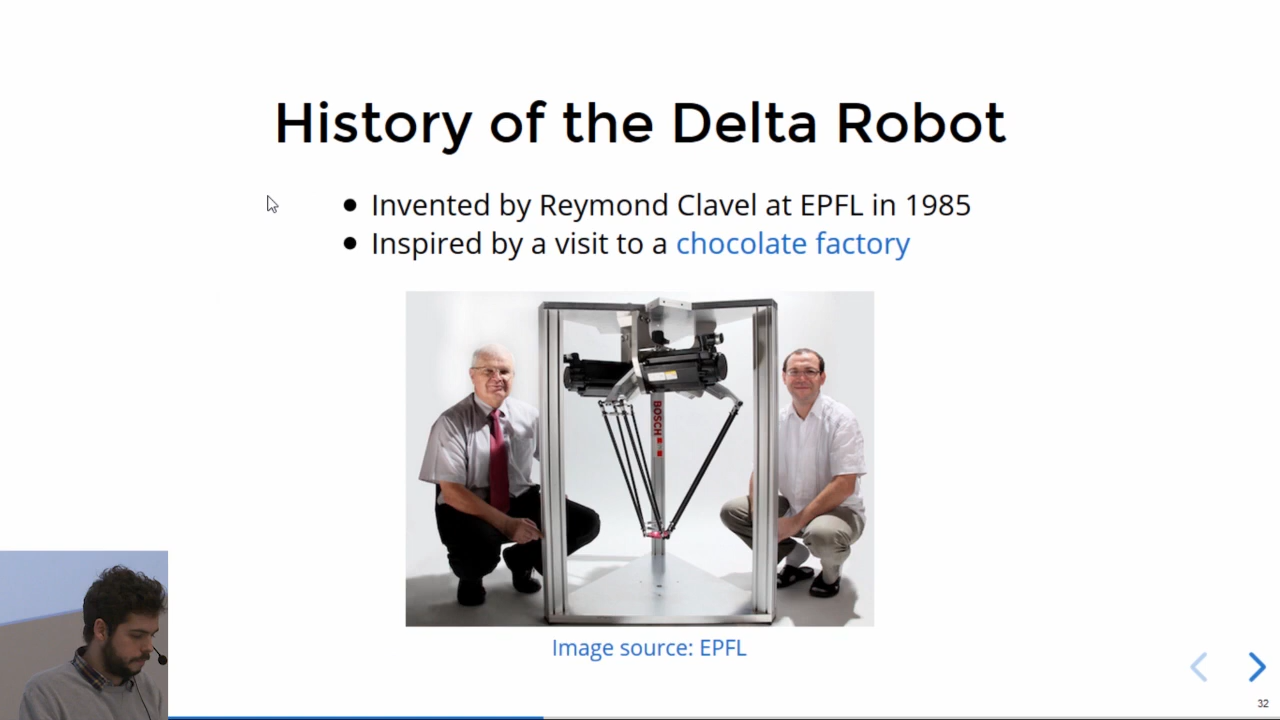 History of the Delta Robot
Invented by Reymond Clavel at EPFL in 1985
Inspired by a visit to a chocolate factory
BOSCH
Image source: EPFL
32